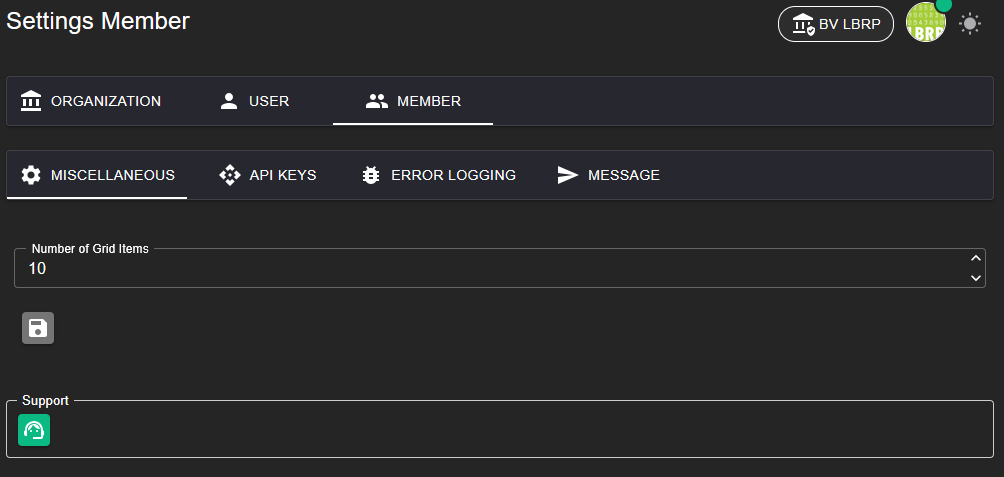 Settings Member
BV LBRP
LBRP
ORGANIZATION
USER
MEMBER
MISCELLANEOUS
API KEYS
ERROR LOGGING
MESSAGE
Number of Grid Items
10
Support